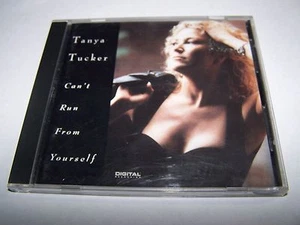 Tanya
Tucker
Can't
Run
From
Yourself
DIGITAL